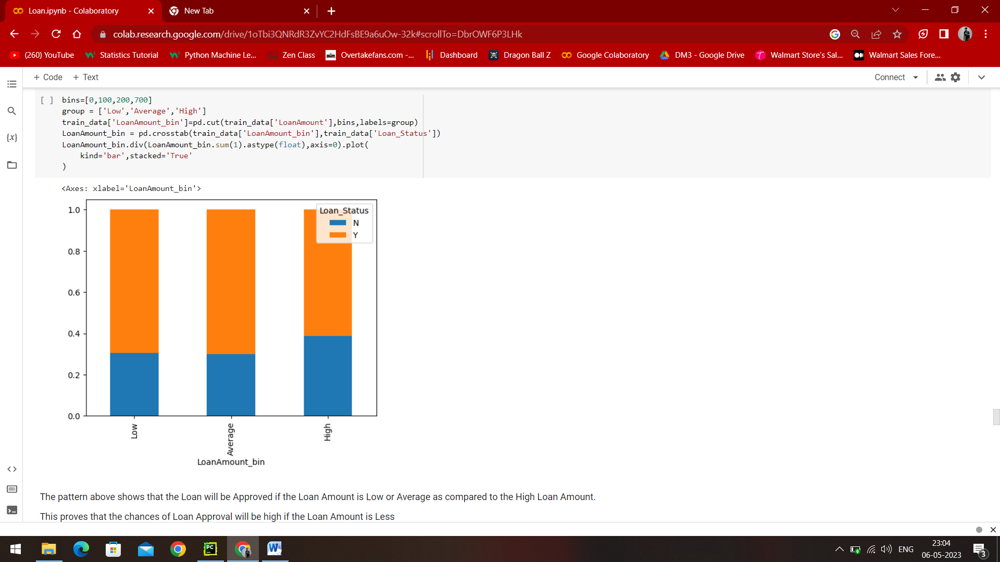 Loan.ipynb - Colaboratory
New Tab
colab.research.google.com/drive/1oTbi3QNRdR3ZvYC2HdFsBE9a6uOw-32k#scrollTo=DbrOWF6P3LHk
(260) YouTube
Statistics Tutorial
Python Machine Le...
Zen Class
Overtakefans.com -...
Dashboard
Dragon Ball Z
Google Colaboratory
DM3 - Google Drive
Walmart Store's Sal...
Walmart Sales Fore...
+ Code + Text
Connect
[ ] bins=[0,100,200,700]
group = ['Low','Average','High']
train_data['LoanAmount_bin']=pd.cut(train_data['LoanAmount'],bins,labels=group)
LoanAmount_bin = pd.crosstab(train_data['LoanAmount_bin'],train_data['Loan_Status'])
LoanAmount_bin.div(LoanAmount_bin.sum(1).astype(float),axis=0).plot(
kind='bar',stacked='True'
)
{x}
<Axes: xlabel='LoanAmount_bin'>
Loan_Status
N
Y
1.0
0.8
0.6
0.4
0.2
0.0
Low
Average
High
LoanAmount_bin
The pattern above shows that the Loan will be Approved if the Loan Amount is Low or Average as compared to the High Loan Amount.
This proves that the chances of Loan Approval will be high if the Loan Amount is Less
PC
W
ENG
23:04
06-05-2023
3